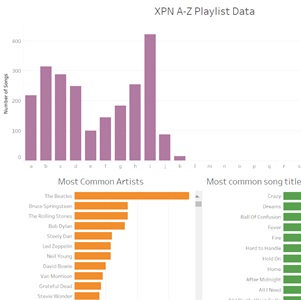 XPN A-Z Playlist Data
Number of Songs
400
300
200
100
0
a b c d e f g h i j k l m n o p q r s
Most Common Artists
The Beatles
Bruce Springsteen
The Rolling Stones
Bob Dylan
Steely Dan
Led Zeppelin
Neil Young
David Bowie
Van Morrison
Grateful Dead
Stevie Wonder
Most common song title
Crazy
Dreams
Ball Of Confusion
Fever
Fire
Hard to Handle
Hold On
Home
After Midnight
All I Need